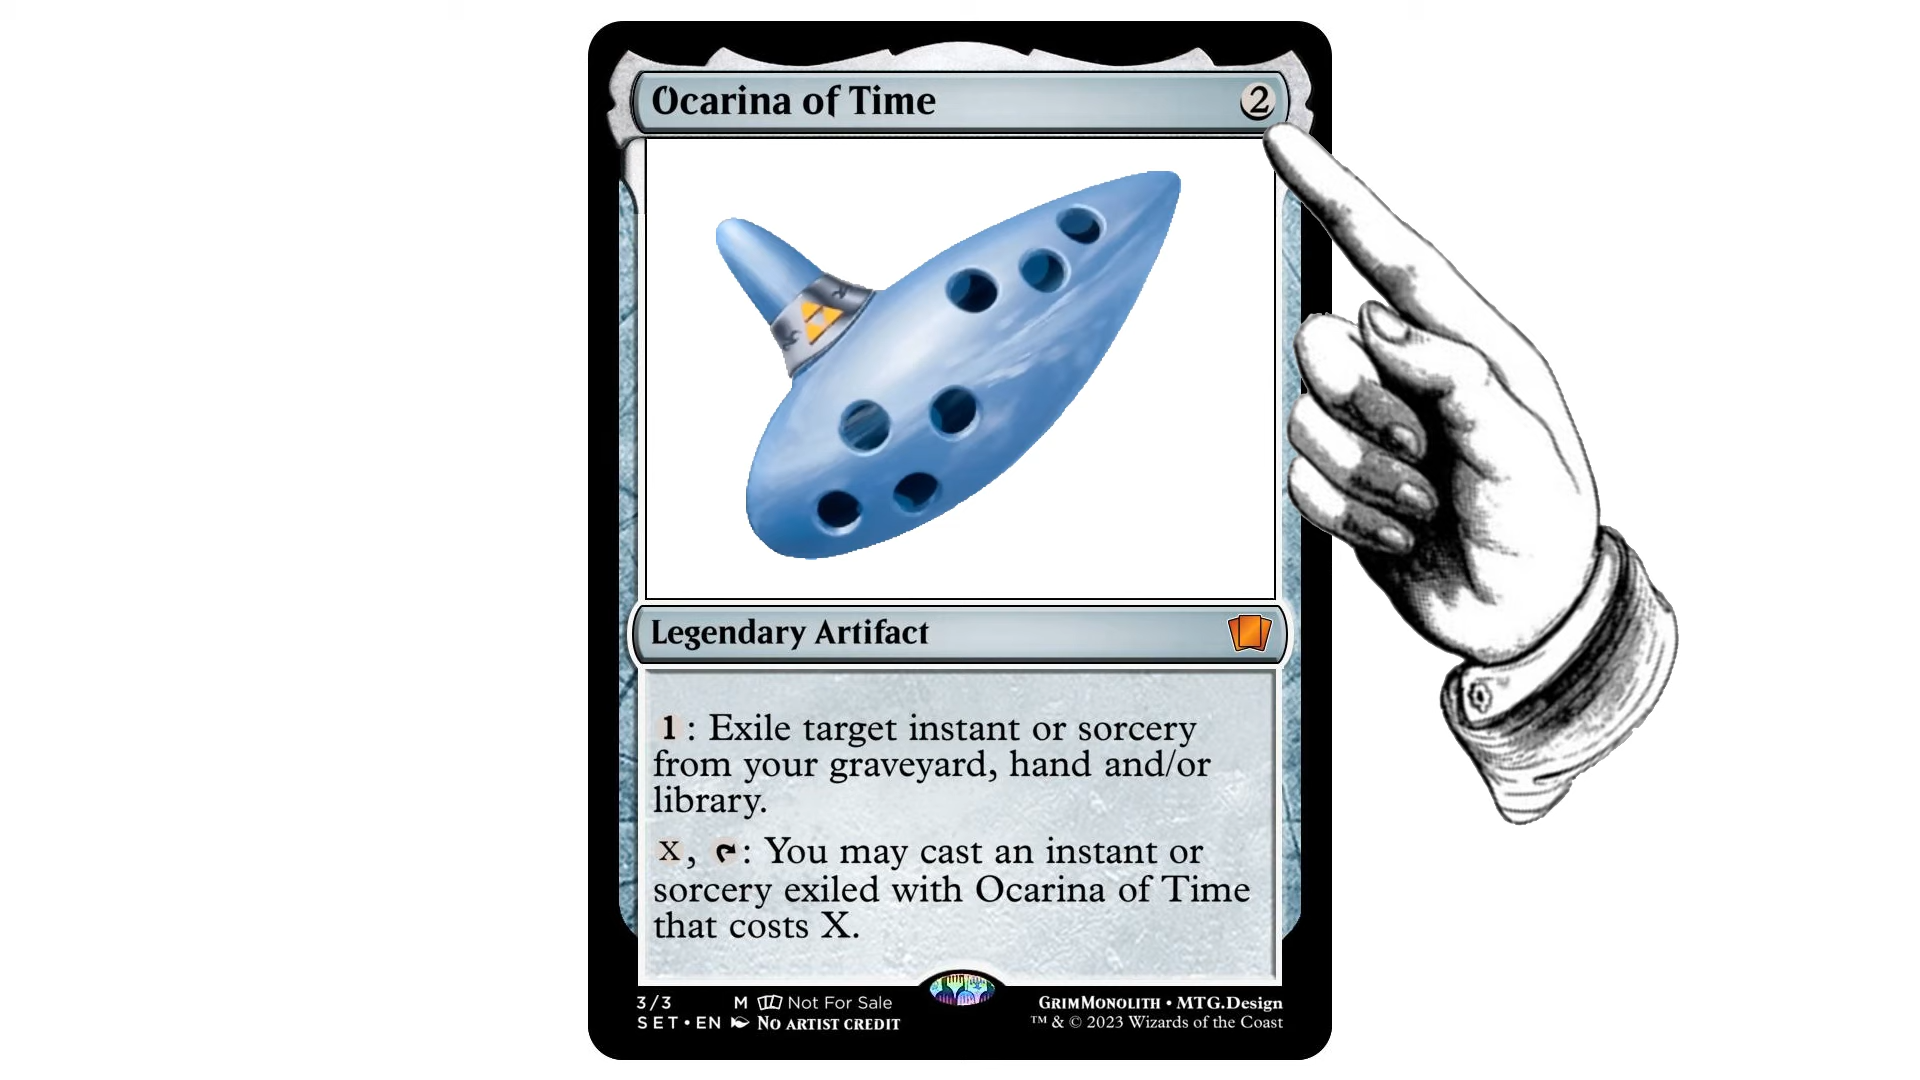 Ocarina of Time 2
Legendary Artifact
1: Exile target instant or sorcery
from your graveyard, hand and/or
library.
X, : You may cast an instant or
sorcery exiled with Ocarina of Time
that costs X.
3/3 M Not For Sale
SET • EN No artist credit
GrimMonolith • MTG.Design
™ & © 2023 Wizards of the Coast